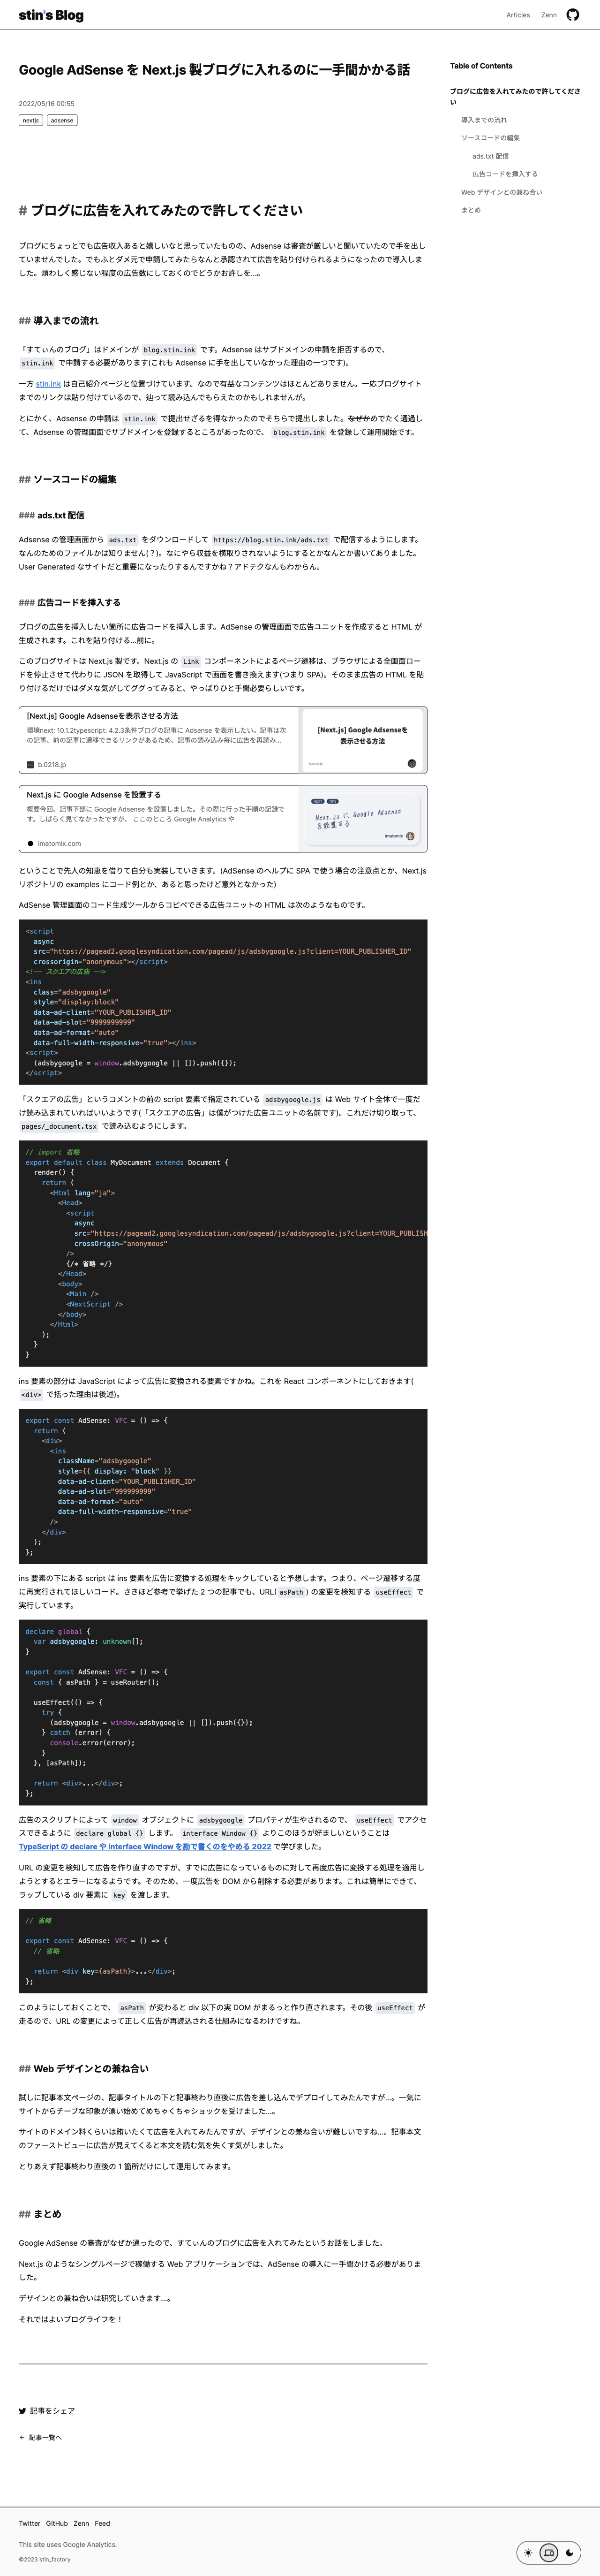 stin's Blog
Articles
Zenn
Google AdSense を Next.js 製ブログに入れるのに一手間かかる話
2022/05/16 00:55
nextjs
adsense
Table of Contents
ブログに広告を入れてみたので許してくださ
い
導入までの流れ
ソースコードの編集
ads.txt 配信
広告コードを挿入する
Web デザインとの兼ね合い
まとめ
# ブログに広告を入れてみたので許してください
ブログにちょっとでも広告収入あると嬉しいなと思っていたものの、Adsense は審査が厳しいと聞いていたので手を出し
ていませんでした。でもふとダメ元で申請してみたらなんと承認されて広告を貼り付けられるようになったので導入しま
した。煩わしく感じない程度の広告数にしておくのでどうかお許しを…。
## 導入までの流れ
「すてぃんのブログ」はドメインが blog.stin.ink です。Adsense はサブドメインの申請を拒否するので、
stin.ink で申請する必要があります(これも Adsense に手を出していなかった理由の一つです)。
一方 stin.ink は自己紹介ページと位置づけています。なので有益なコンテンツはほとんどありません。一応ブログサイト
までのリンクは貼り付けているので、辿って読み込んでもらえたのかもしれませんが。
とにかく、Adsense の申請は stin.ink で提出せざるを得なかったのでそちらで提出しました。なぜかめでたく通過し
て、Adsense の管理画面でサブドメインを登録するところがあったので、 blog.stin.ink を登録して運用開始です。
## ソースコードの編集
### ads.txt 配信
Adsense の管理画面から ads.txt をダウンロードして https://blog.stin.ink/ads.txt で配信するようにします。
なんのためのファイルかは知りません(？)。なにやら収益を横取りされないようにするとかなんとか書いてありました。
User Generated なサイトだと重要になったりするんですかね？アドテクなんもわからん。
### 広告コードを挿入する
ブログの広告を挿入したい箇所に広告コードを挿入します。AdSense の管理画面で広告ユニットを作成すると HTML が
生成されます。これを貼り付ける…前に。
このブログサイトは Next.js 製です。Next.js の Link コンポーネントによるページ遷移は、ブラウザによる全画面ロー
ドを停止させて代わりに JSON を取得して JavaScript で画面を書き換えます(つまり SPA)。そのまま広告の HTML を貼
り付けるだけではダメな気がしてググってみると、やっぱりひと手間必要らしいです。
[Next.js] Google Adsenseを表示させる方法
環境next: 10.1.2typescript: 4.2.3条件ブログの記事に Adsense を表示したい。記事は次
の記事、前の記事に遷移できるリンクがあるため、記事の読み込み毎に広告を再読み...
b.0218.jp
[Next.js] Google Adsenseを
表示させる方法
Next.js に Google Adsense を設置する
概要今回、記事下部に Google Adsense を設置しました。その際に行った手順の記録で
す。しばらく見てなかったですが、ここのところ Google Analytics や
imatomix.com
Next.js に Google Adsense
を設置する
imatomix
ということで先人の知恵を借りて自分も実装していきます。(AdSense のヘルプに SPA で使う場合の注意点とか、Next.js
リポジトリの examples にコード例とか、あると思ったけど意外となかった)
AdSense 管理画面のコード生成ツールからコピペできる広告ユニットの HTML は次のようなものです。
<script
async
src="https://pagead2.googlesyndication.com/pagead/js/adsbygoogle.js?client=YOUR_PUBLISHER_ID"
crossorigin="anonymous"></script>
<!-- スクエアの広告 -->
<ins
class="adsbygoogle"
style="display:block"
data-ad-client="YOUR_PUBLISHER_ID"
data-ad-slot="9999999999"
data-ad-format="auto"
data-full-width-responsive="true"></ins>
<script>
(adsbygoogle = window.adsbygoogle || []).push({});
</script>
「スクエアの広告」というコメントの前の script 要素で指定されている adsbygoogle.js は Web サイト全体で一度だ
け読み込まれていればいいようです(「スクエアの広告」は僕がつけた広告ユニットの名前です)。これだけ切り取って、
pages/_document.tsx で読み込むようにします。
// import 省略
export default class MyDocument extends Document {
render() {
return (
<Html lang="ja">
<Head>
<script
async
src="https://pagead2.googlesyndication.com/pagead/js/adsbygoogle.js?client=YOUR_PUBLISH
crossOrigin="anonymous"
/>
{/* 省略 */}
</Head>
<body>
<Main />
<NextScript />
</body>
</Html>
);
}
}
ins 要素の部分は JavaScript によって広告に変換される要素ですかね。これを React コンポーネントにしておきます(
<div> で括った理由は後述)。
export const AdSense: VFC = () => {
return (
<div>
<ins
className="adsbygoogle"
style={{ display: "block" }}
data-ad-client="YOUR_PUBLISHER_ID"
data-ad-slot="999999999"
data-ad-format="auto"
data-full-width-responsive="true"
/>
</div>
);
};
ins 要素の下にある script は ins 要素を広告に変換する処理をキックしていると予想します。つまり、ページ遷移する度
に再実行されてほしいコード。さきほど参考で挙げた 2 つの記事でも、URL( asPath ) の変更を検知する useEffect で
実行しています。
declare global {
var adsbygoogle: unknown[];
}
export const AdSense: VFC = () => {
const { asPath } = useRouter();
useEffect(() => {
try {
(adsbygoogle = window.adsbygoogle || []).push({});
} catch (error) {
console.error(error);
}
}, [asPath]);
return <div>...</div>;
};
広告のスクリプトによって window オブジェクトに adsbygoogle プロパティが生やされるので、 useEffect でアクセ
スできるように declare global {} します。 interface Window {} よりこのほうが好ましいということは
TypeScript の declare や interface Window を勘で書くのをやめる 2022 で学びました。
URL の変更を検知して広告を作り直すのですが、すでに広告になっているものに対して再度広告に変換する処理を適用し
ようとするとエラーになるようです。そのため、一度広告を DOM から削除する必要があります。これは簡単にできて、
ラップしている div 要素に key を渡します。
// 省略
export const AdSense: VFC = () => {
// 省略
return <div key={asPath}>...</div>;
};
このようにしておくことで、 asPath が変わると div 以下の実 DOM がまるっと作り直されます。その後 useEffect が
走るので、URL の変更によって正しく広告が再読込される仕組みになるわけですね。
## Web デザインとの兼ね合い
試しに記事本文ページの、記事タイトルの下と記事終わり直後に広告を差し込んでデプロイしてみたんですが…。一気に
サイトからチープな印象が漂い始めてめちゃくちゃショックを受けました…。
サイトのドメイン料くらいは賄いたくて広告を入れてみたんですが、デザインとの兼ね合いが難しいですね…。記事本文
のファーストビューに広告が見えてくると本文を読む気を失くす気がしました。
とりあえず記事終わり直後の 1 箇所だけにして運用してみます。
## まとめ
Google AdSense の審査がなぜか通ったので、すてぃんのブログに広告を入れてみたというお話をしました。
Next.js のようなシングルページで稼働する Web アプリケーションでは、AdSense の導入に一手間かける必要がありま
した。
デザインとの兼ね合いは研究していきます…。
それではよいブログライフを！
記事をシェア
← 記事一覧へ
Twitter
GitHub
Zenn
Feed
This site uses Google Analytics.
©2023 stin_factory